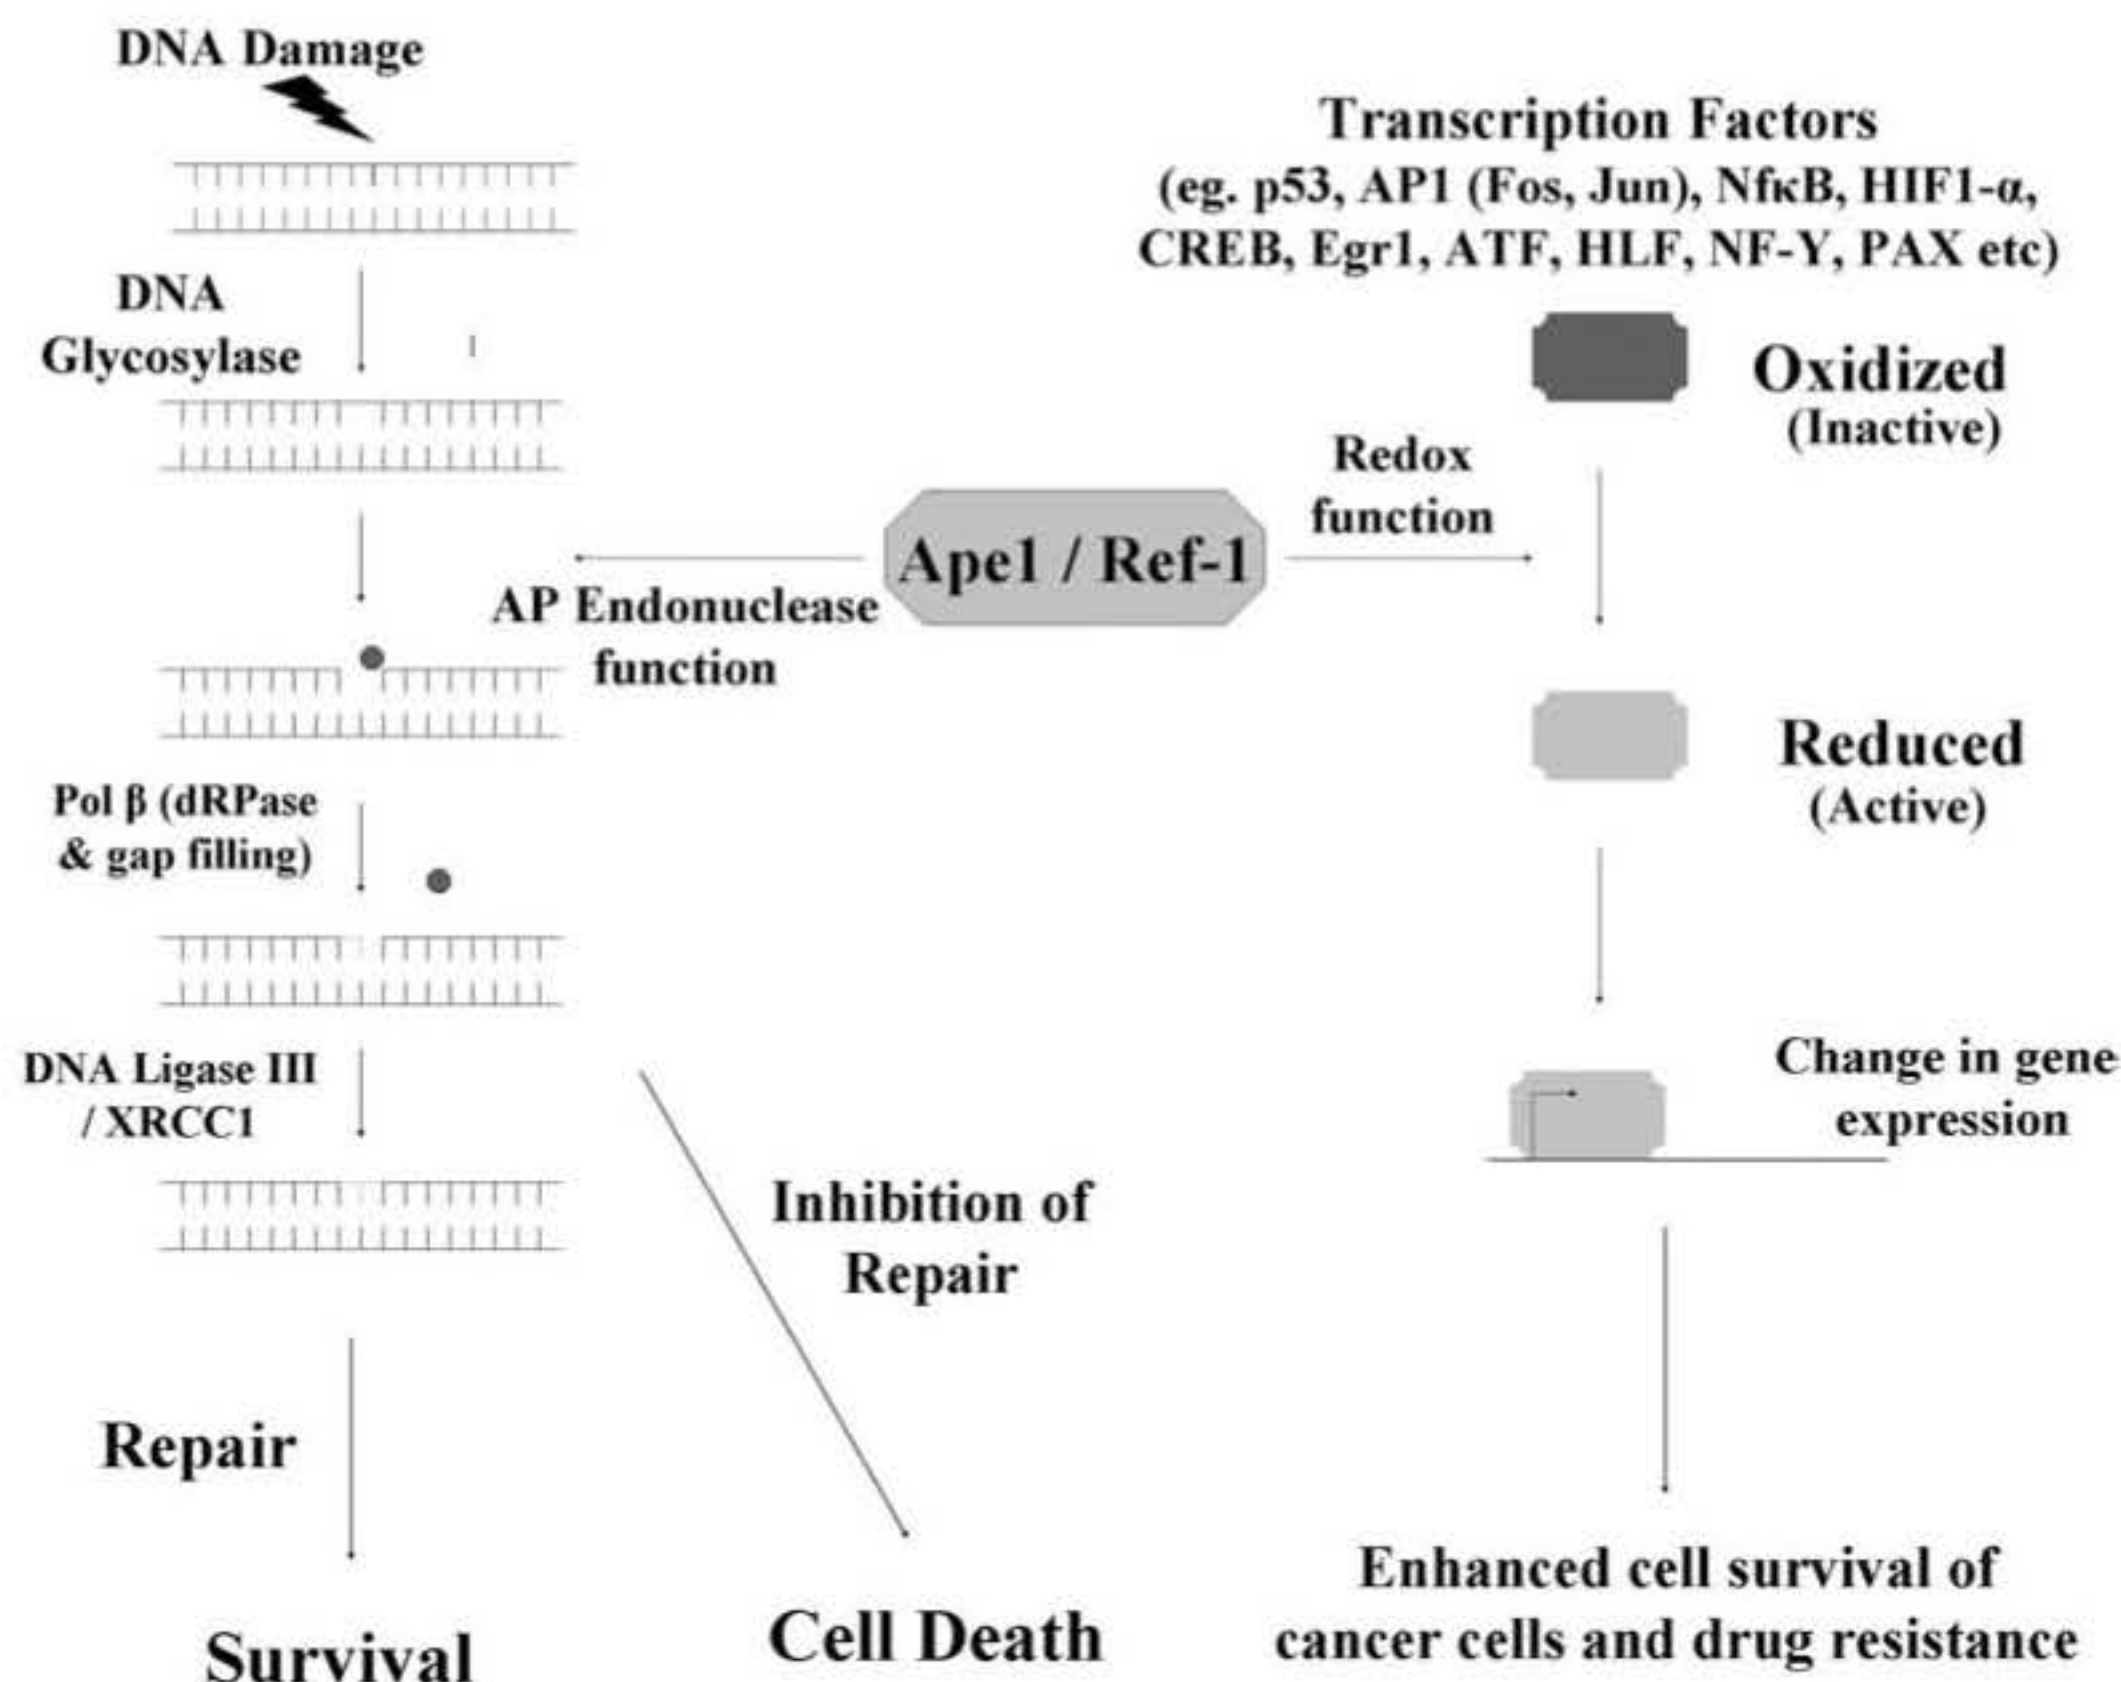 DNA Damage
DNA
Glycosylase
Pol β (dRPase
& gap filling)
DNA Ligase III
/ XRCC1
Repair
Survival
AP Endonuclease
function
Ape1 / Ref-1
Redox
function
Inhibition of
Repair
Cell Death
Transcription Factors
(eg. p53, AP1 (Fos, Jun), NfκB, HIF1-α,
CREB, Egr1, ATF, HLF, NF-Y, PAX etc)
Oxidized
(Inactive)
Reduced
(Active)
Change in gene
expression
Enhanced cell survival of
cancer cells and drug resistance